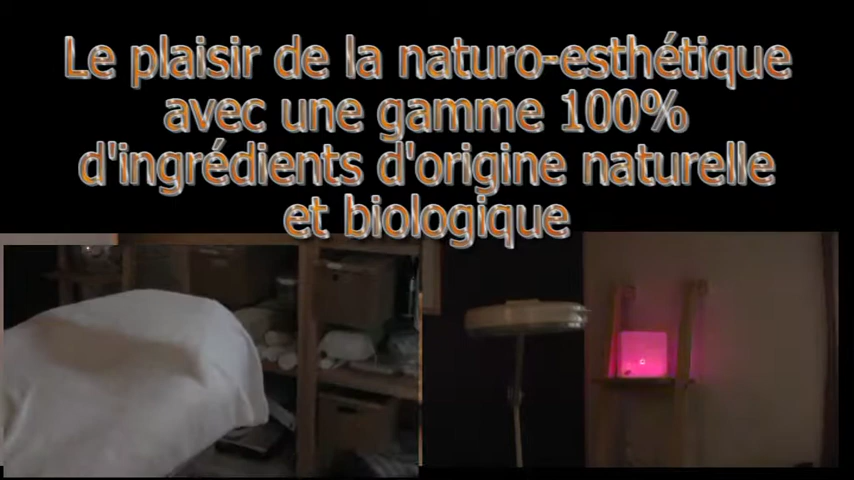 Le plaisir de la naturo-esthétique
avec une gamme 100%
d'ingrédients d'origine naturelle
et biologique